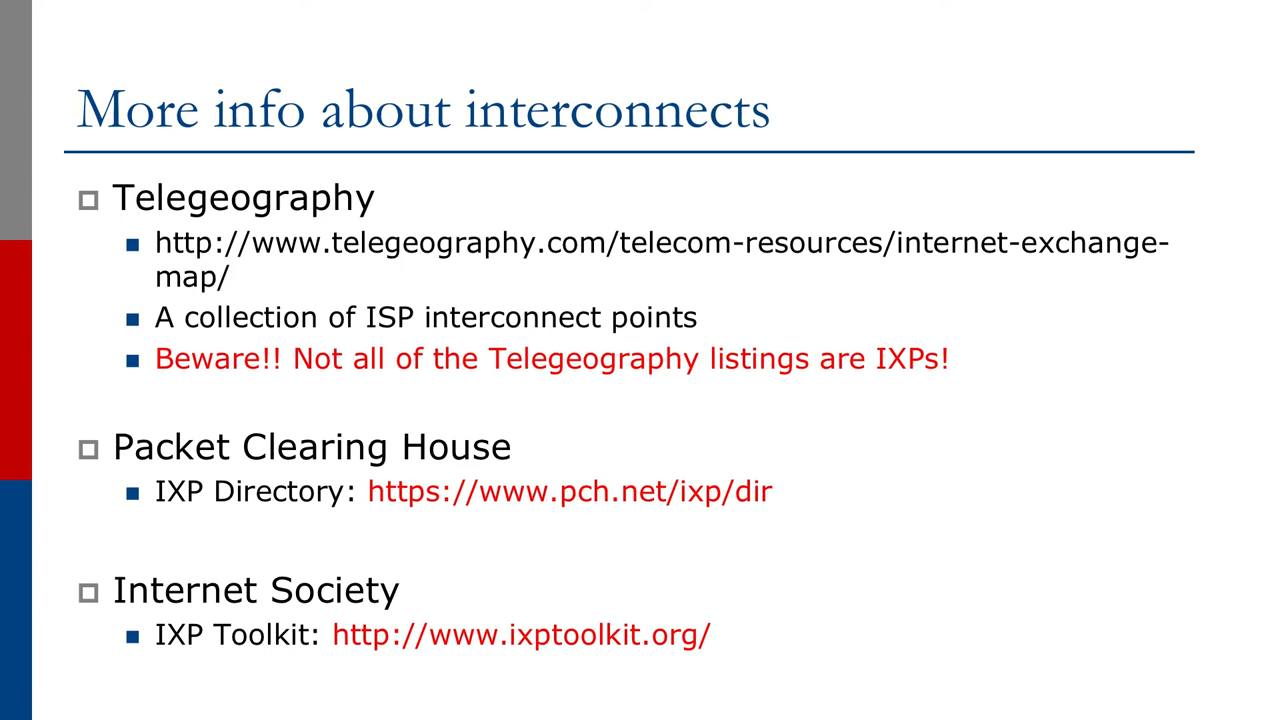 More info about interconnects
Telegeography
http://www.telegeography.com/telecom-resources/internet-exchange-
map/
A collection of ISP interconnect points
Beware!! Not all of the Telegeography listings are IXPs!
Packet Clearing House
IXP Directory: https://www.pch.net/ixp/dir
Internet Society
IXP Toolkit: http://www.ixptoolkit.org/